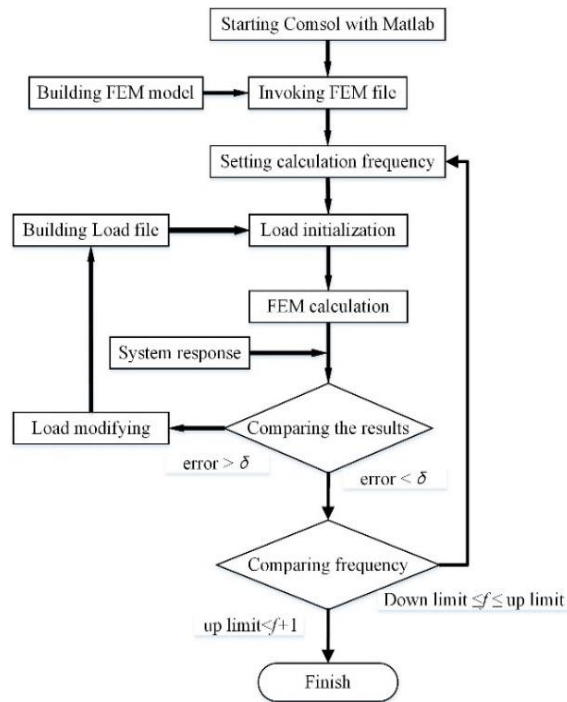 Starting Comsol with Matlab
Building FEM model
Invoking FEM file
Setting calculation frequency
Building Load file
Load initialization
FEM calculation
System response
Load modifying
Comparing the results
error > δ
error < δ
Comparing frequency
Down limit ≤f ≤ up limit
up limit<f+1
Finish